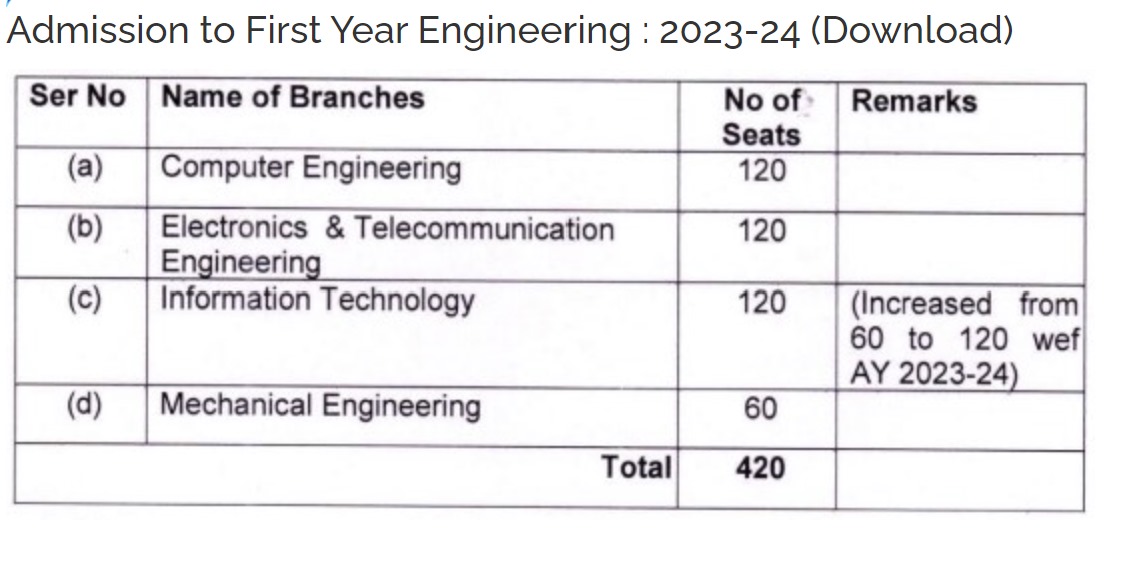 Admission to First Year Engineering : 2023-24 (Download)
Ser No Name of Branches No of Remarks
Seats
(a) Computer Engineering 120
(b) Electronics & Telecommunication 120
Engineering
(c) Information Technology 120 (Increased from
60 to 120 wef
AY 2023-24)
(d) Mechanical Engineering 60
Total 420